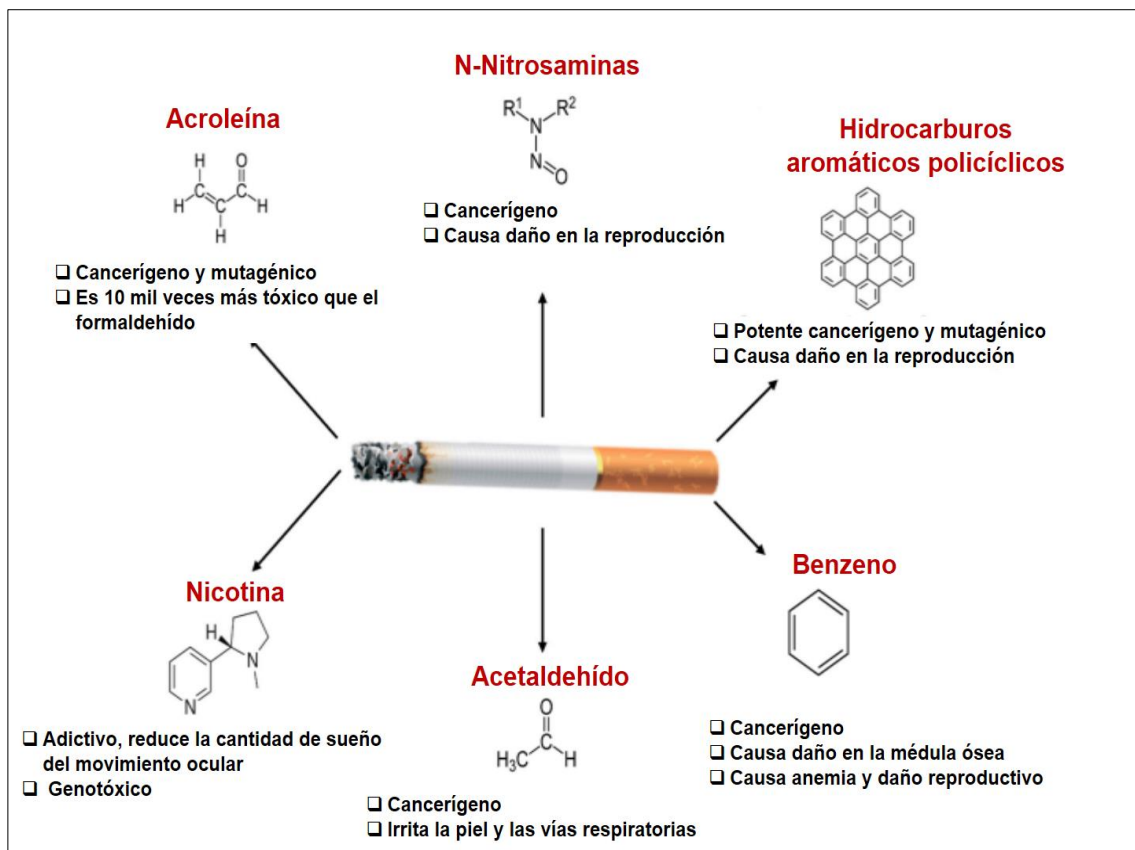 N-Nitrosaminas
R1 R2
N
N
O
❑ Cancerígeno
❑ Causa daño en la reproducción
Acroleína
H O
C C
H C H
H
❑ Cancerígeno y mutagénico
❑ Es 10 mil veces más tóxico que el
formaldehído
Hidrocarburos
aromáticos policíclicos
❑ Potente cancerígeno y mutagénico
❑ Causa daño en la reproducción
Nicotina
H
N
N
❑ Adictivo, reduce la cantidad de sueño
del movimiento ocular
❑ Genotóxico
Acetaldehído
O
C
H3C H
❑ Cancerígeno
❑ Irrita la piel y las vías respiratorias
Benzeno
❑ Cancerígeno
❑ Causa daño en la médula ósea
❑ Causa anemia y daño reproductivo